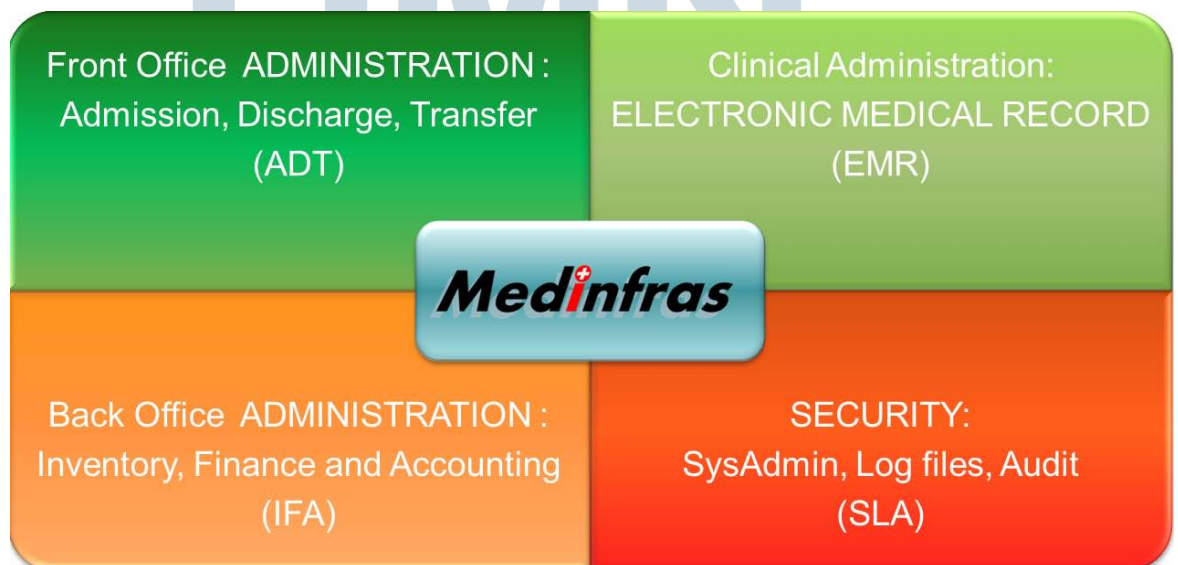 Front Office ADMINISTRATION :
Admission, Discharge, Transfer
(ADT)
Clinical Administration:
ELECTRONIC MEDICAL RECORD
(EMR)
Medinfras
Back Office ADMINISTRATION :
Inventory, Finance and Accounting
(IFA)
SECURITY:
SysAdmin, Log files, Audit
(SLA)